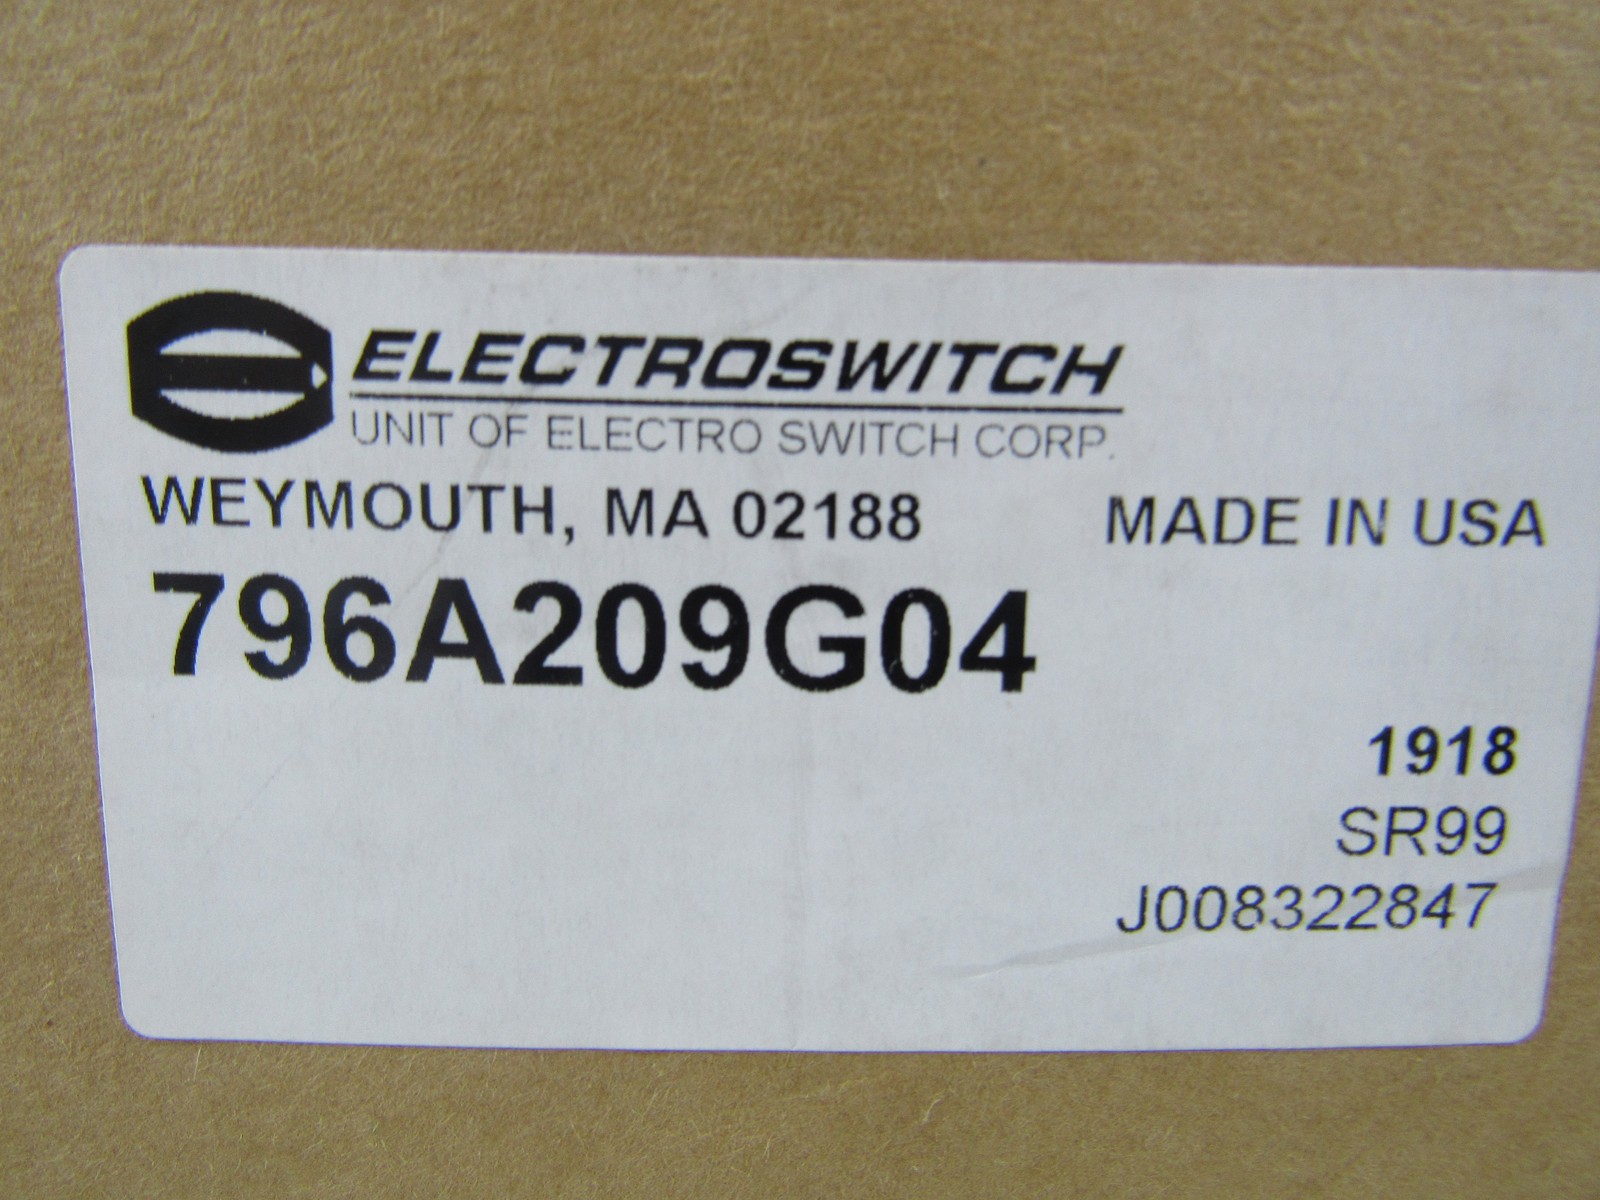 ELECTROSWITCH
UNIT OF ELECTRO SWITCH CORP.
WEYMOUTH, MA 02188 MADE IN USA
796A209G04
1918
SR99
J008322847